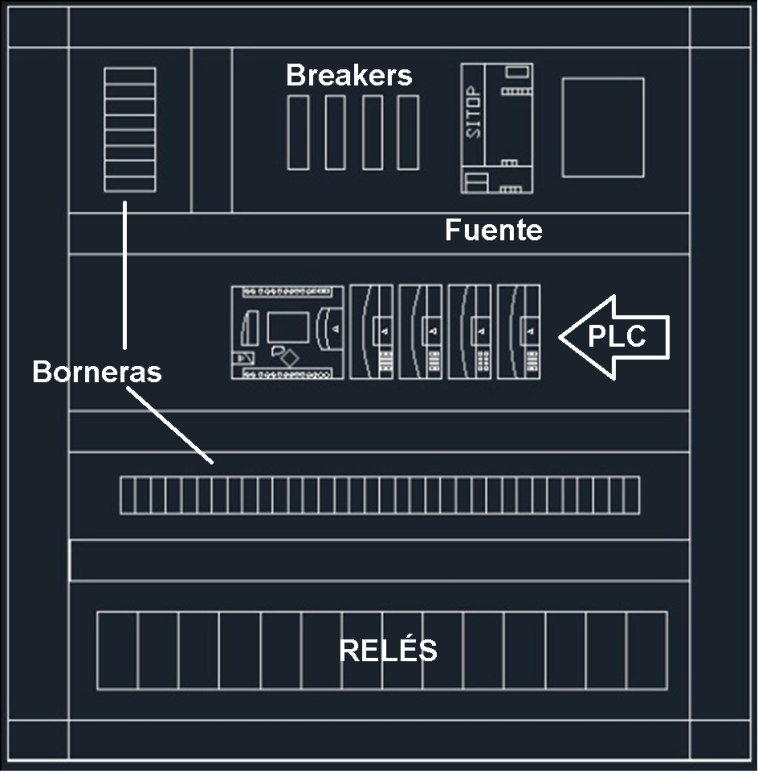 Breakers
SITOP
Fuente
PLC
Borneras
RELÉS